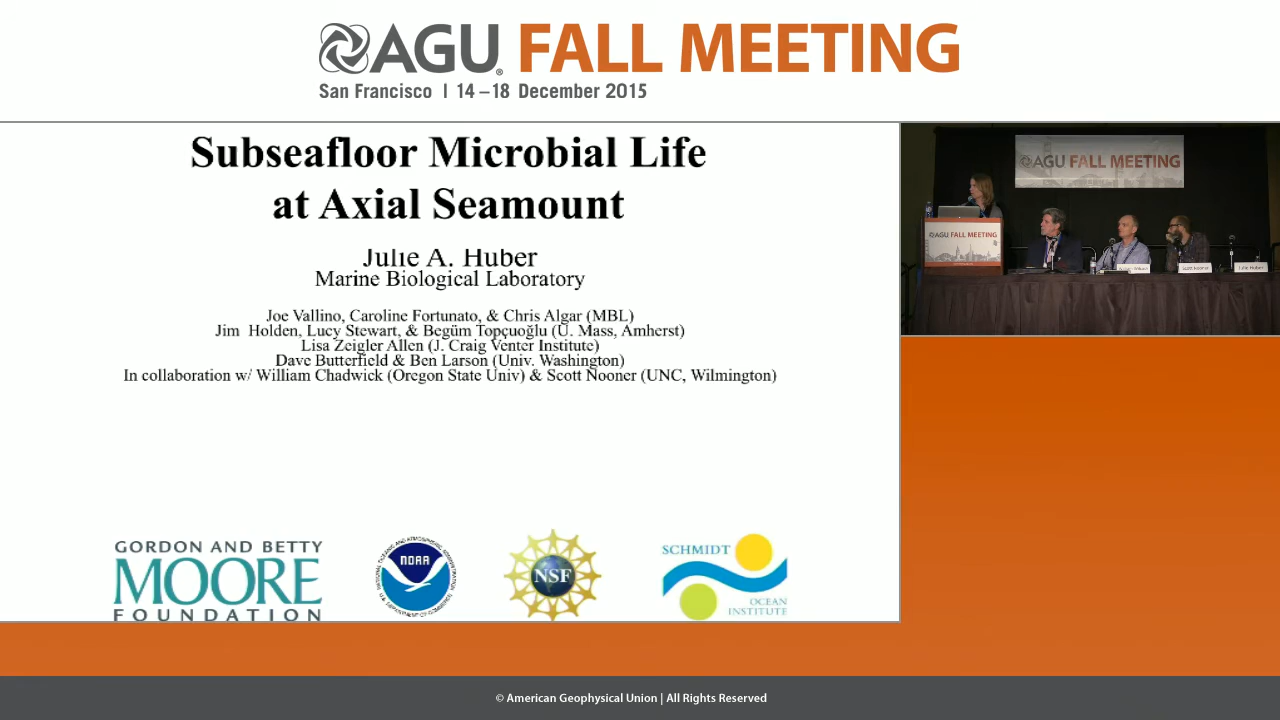 AGU FALL MEETING
San Francisco | 14 – 18 December 2015
Subseafloor Microbial Life
at Axial Seamount
Julie A. Huber
Marine Biological Laboratory
Joe Vallino, Caroline Fortunato, & Chris Algar (MBL)
Jim Holden, Lucy Stewart, & Begüm Topçuoğlu (U. Mass, Amherst)
Lisa Zeigler Allen (J. Craig Venter Institute)
Dave Butterfield & Ben Larson (Univ. Washington)
In collaboration w/ William Chadwick (Oregon State Univ) & Scott Nooner (UNC, Wilmington)
GORDON AND BETTY
MOORE
FOUNDATION
NOAA
NSF
SCHMIDT
OCEAN
INSTITUTE
AGU FALL MEETING
AGU FALL MEETING
Scott Nooner
Julie Huber
© American Geophysical Union | All Rights Reserved